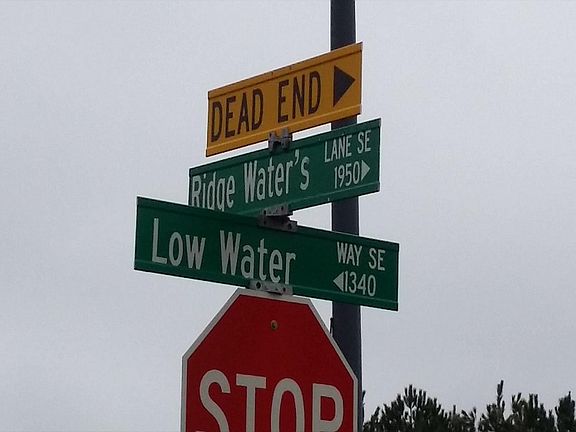 DEAD END ▶
Ridge Water's LANE SE
1950▶
Low Water WAY SE
◀1340
STOP